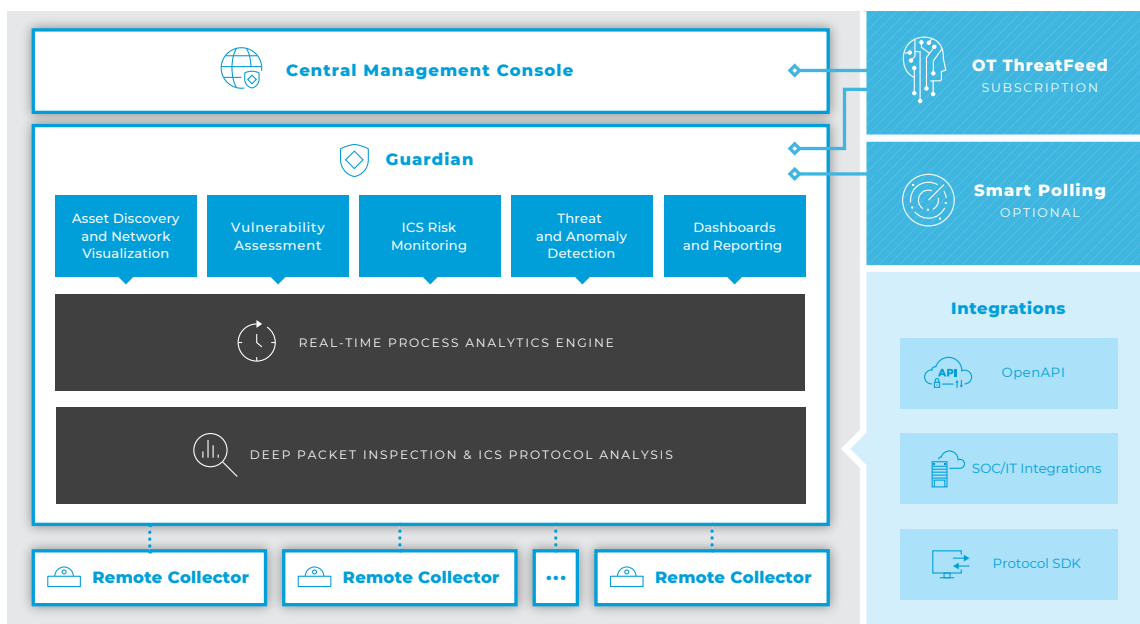 Central Management Console
OT ThreatFeed
SUBSCRIPTION
Guardian
Smart Polling
OPTIONAL
Asset Discovery
and Network
Visualization
Vulnerability
Assessment
ICS Risk
Monitoring
Threat
and Anomaly
Detection
Dashboards
and Reporting
REAL-TIME PROCESS ANALYTICS ENGINE
DEEP PACKET INSPECTION & ICS PROTOCOL ANALYSIS
Integrations
API
OpenAPI
SOC/IT Integrations
Protocol SDK
Remote Collector
Remote Collector
...
Remote Collector